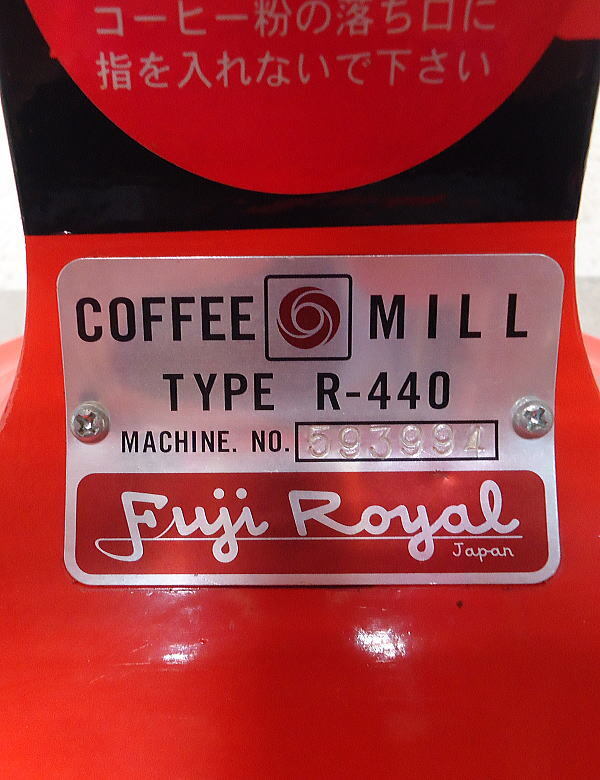 コーヒー粉の落ち口に
指を入れないで下さい
COFFEE MILL
TYPE R-440
MACHINE. NO. 593994
Fuji Royal
Japan